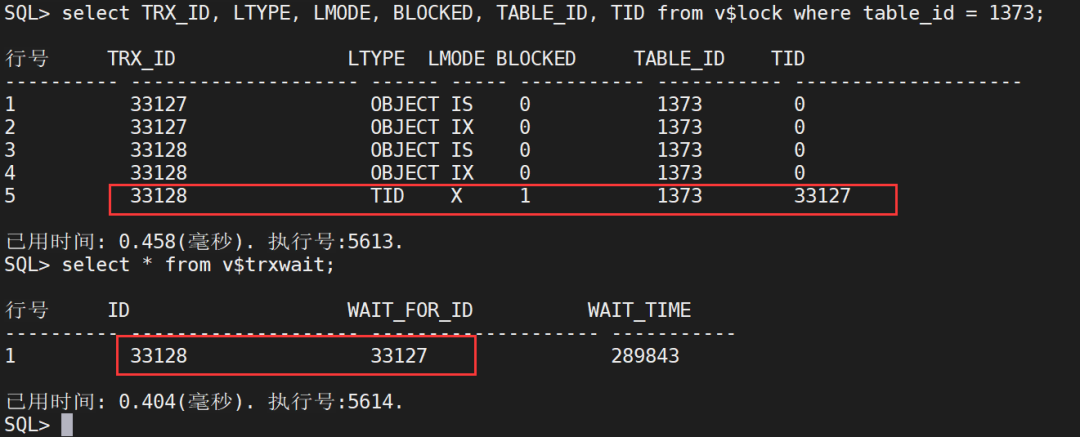 SQL> select TRX_ID, LTYPE, LMODE, BLOCKED, TABLE_ID, TID from v$lock where table_id = 1373;
行号 TRX_ID LTYPE LMODE BLOCKED TABLE_ID TID
---------- -------------------- ------ ----- ----------- ----------- --------------------
1 33127 OBJECT IS 0 1373 0
2 33127 OBJECT IX 0 1373 0
3 33128 OBJECT IS 0 1373 0
4 33128 OBJECT IX 0 1373 0
5 33128 TID X 1 1373 33127
已用时间: 0.458(毫秒). 执行号:5613.
SQL> select * from v$trxwait;
行号 ID WAIT_FOR_ID WAIT_TIME
---------- -------------------- -------------------- -----------
1 33128 33127 289843
已用时间: 0.404(毫秒). 执行号:5614.
SQL>